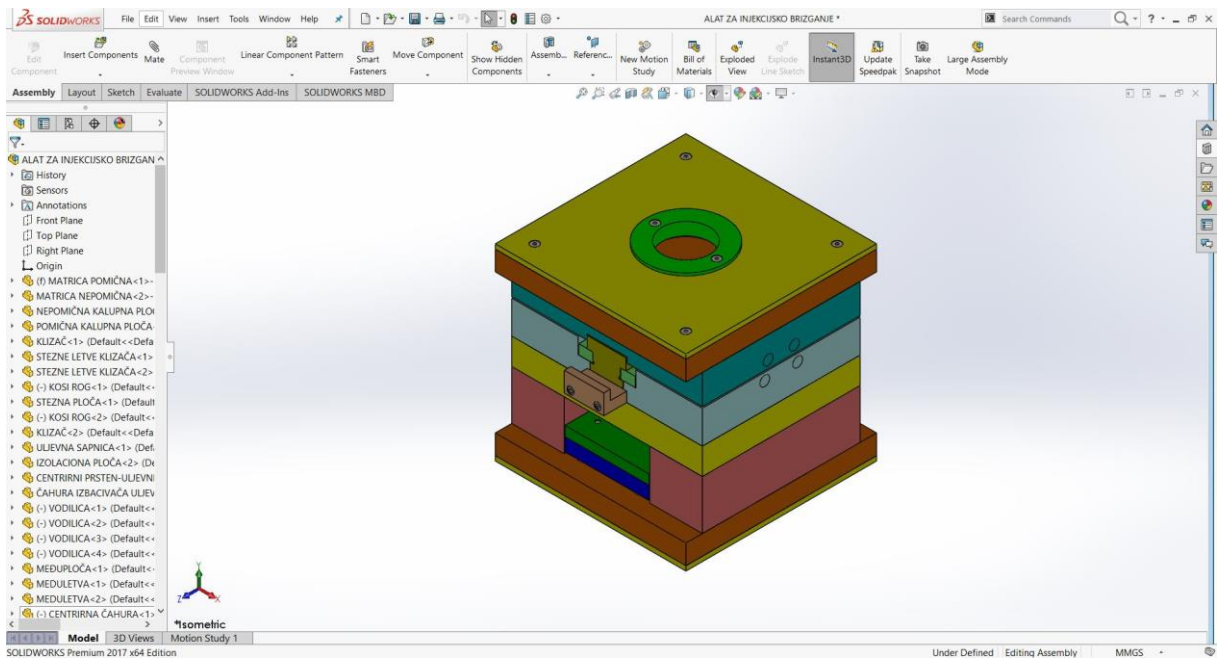 SOLIDWORKS File Edit View Insert Tools Window Help ALAT ZA INJEKCIJSKO BRIZGANJE * Search Commands ?
Edit Component
Insert Components
Mate
Component Preview Window
Linear Component Pattern
Smart Fasteners
Move Component
Show Hidden Components
Assemb...
Referenc...
New Motion Study
Bill of Materials
Exploded View
Explode Line Sketch
Instant3D
Update Speedpak
Take Snapshot
Large Assembly Mode
Assembly Layout Sketch Evaluate SOLIDWORKS Add-Ins SOLIDWORKS MBD
ALAT ZA INJEKCIJSKO BRIZGAN
History
Sensors
Annotations
Front Plane
Top Plane
Right Plane
Origin
(f) MATRICA POMIČNA<1>-
MATRICA NEPOMIČNA<2>-
NEPOMIČNA KALUPNA PLO
POMIČNA KALUPNA PLOČA
KLIZAČ<1> (Default<<Defa
STEZNE LETVE KLIZAČA<1>
STEZNE LETVE KLIZAČA<2>
(-) KOSI ROG<1> (Default<
STEZNA PLOČA<1> (Default
(-) KOSI ROG<2> (Default<
KLIZAČ<2> (Default<<Defa
ULJEVNA SAPNICA<1> (Def
IZOLACIONA PLOČA<2> (De
CENTRIRNI PRSTEN-ULJEVNI
ČAHURA IZBACIVAČA ULJEV
(-) VODILICA<1> (Default<
(-) VODILICA<2> (Default<
(-) VODILICA<3> (Default<
(-) VODILICA<4> (Default<
MEĐUPLOČA<1> (Default<
MEDULETVA<1> (Default<<
MEDULETVA<2> (Default<<
(-) CENTRIRNA ČAHURA<1>
Y
Z X
*Isometric
Model 3D Views Motion Study 1
SOLIDWORKS Premium 2017 x64 Edition Under Defined Editing Assembly MMGS